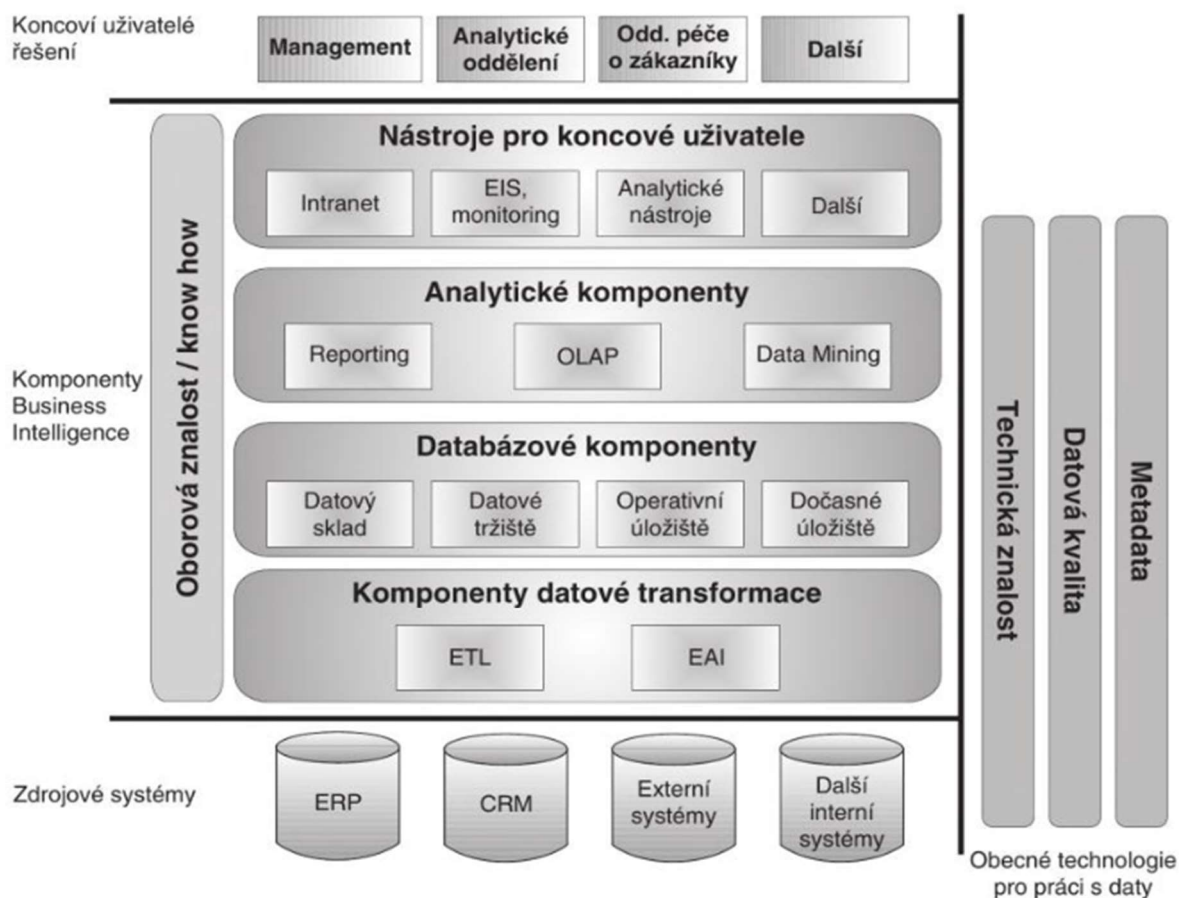 Koncoví uživatelé
řešení
Management
Analytické
oddělení
Odd. péče
o zákazníky
Další
Nástroje pro koncové uživatele
Intranet
EIS,
monitoring
Analytické
nástroje
Další
Analytické komponenty
Reporting
OLAP
Data Mining
Komponenty
Business
Intelligence
Oborová znalost / know how
Databázové komponenty
Datový
sklad
Datové
tržiště
Operativní
úložiště
Dočasné
úložiště
Komponenty datové transformace
ETL
EAI
Zdrojové systémy
ERP
CRM
Externí
systémy
Další
interní
systémy
Technická znalost
Datová kvalita
Metadata
Obecné technologie
pro práci s daty